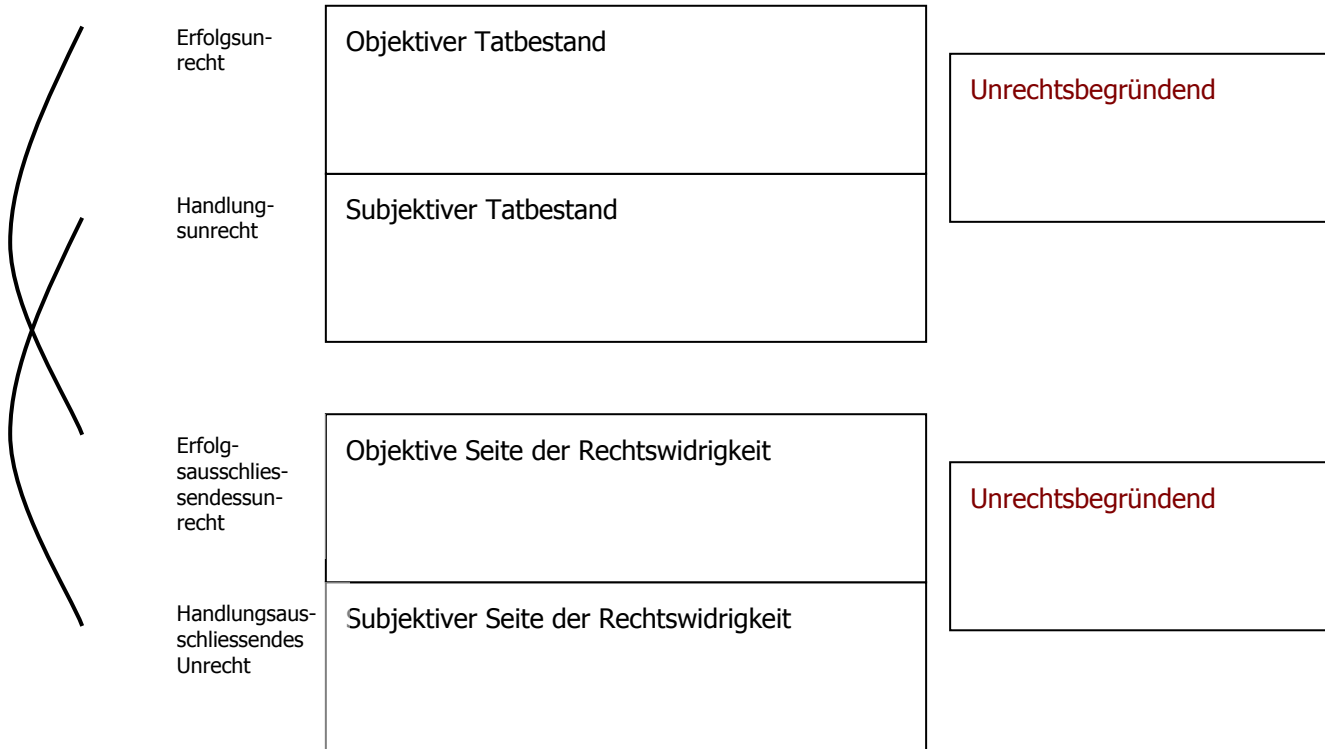 Erfolgsun-
recht
Objektiver Tatbestand
Unrechtsbegründend
Handlung-
sunrecht
Subjektiver Tatbestand
Erfolg-
sausschlies-
sendessun-
recht
Objektive Seite der Rechtswidrigkeit
Unrechtsbegründend
Handlungsaus-
schliessendes
Unrecht
Subjektiver Seite der Rechtswidrigkeit